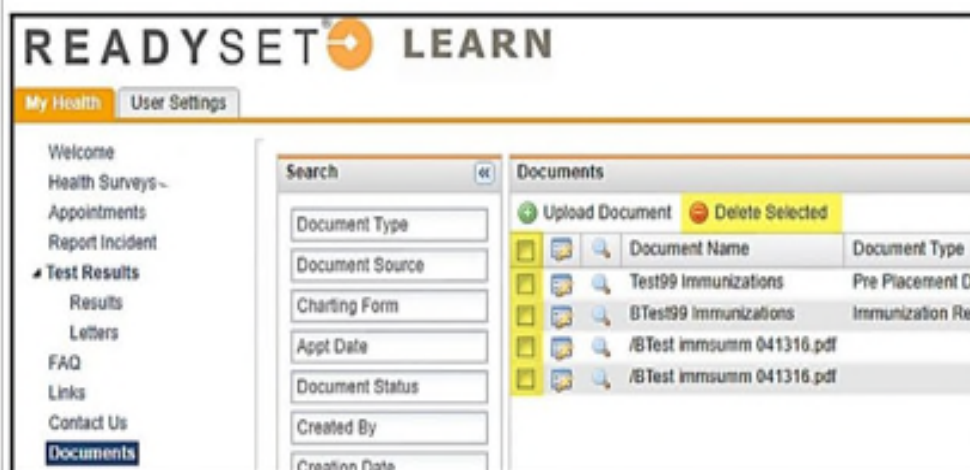 READYSET® LEARN
My Health User Settings
Welcome
Health Surveys
Appointments
Report Incident
Test Results
Results
Letters
FAQ
Links
Contact Us
Documents
Search
Document Type
Document Source
Charting Form
Appt Date
Document Status
Created By
Creation Date
Documents
Upload Document Delete Selected
Document Name Document Type
Test99 Immunizations Pre Placement D
BTest99 Immunizations Immunization Re
/BTest immsumm 041316.pdf
/BTest immsumm 041316.pdf